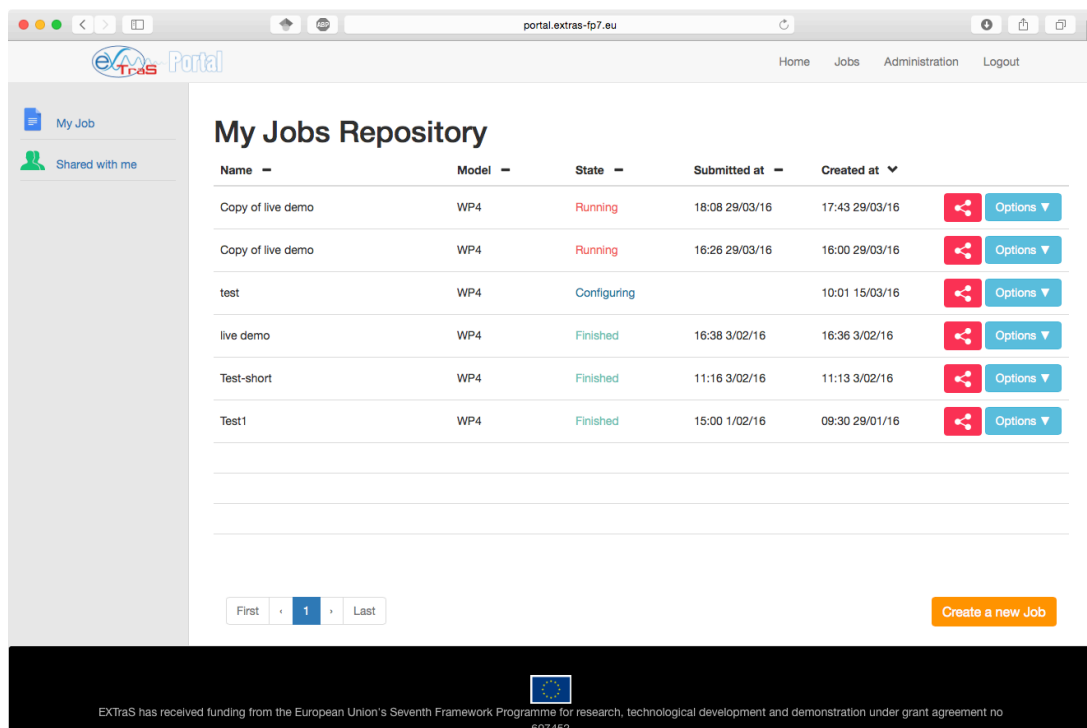 ABP
portal.extras-fp7.eu
eXTraS Portal
Home Jobs Administration Logout
My Job
Shared with me
My Jobs Repository
Name Model State Submitted at Created at
Copy of live demo WP4 Running 18:08 29/03/16 17:43 29/03/16 Options ▼
Copy of live demo WP4 Running 16:26 29/03/16 16:00 29/03/16 Options ▼
test WP4 Configuring 10:01 15/03/16 Options ▼
live demo WP4 Finished 16:38 3/02/16 16:36 3/02/16 Options ▼
Test-short WP4 Finished 11:16 3/02/16 11:13 3/02/16 Options ▼
Test1 WP4 Finished 15:00 1/02/16 09:30 29/01/16 Options ▼
First ‹ 1 › Last
Create a new Job
EXTraS has received funding from the European Union's Seventh Framework Programme for research, technological development and demonstration under grant agreement no